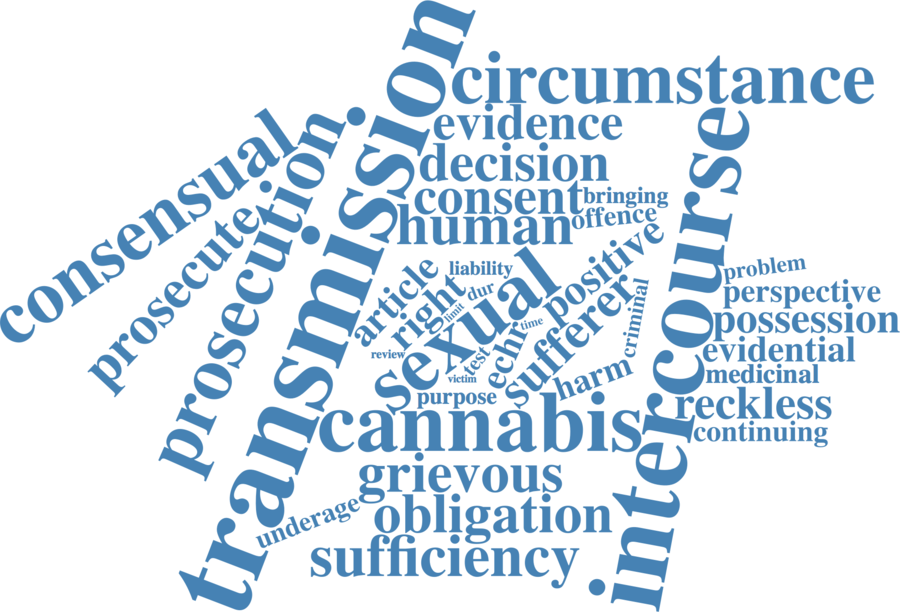 transmission
circumstance
evidence
decision
consent
bringing
offence
human
consensual
prosecute
prosecution
intercourse
positive
article
right
liability
limit
dur
sexual
problem
perspective
possession
evidential
medicinal
reckless
continuing
review
victim
test
echr
time
sufferer
criminal
harm
purpose
cannabis
grievous
underage
obligation
sufficiency